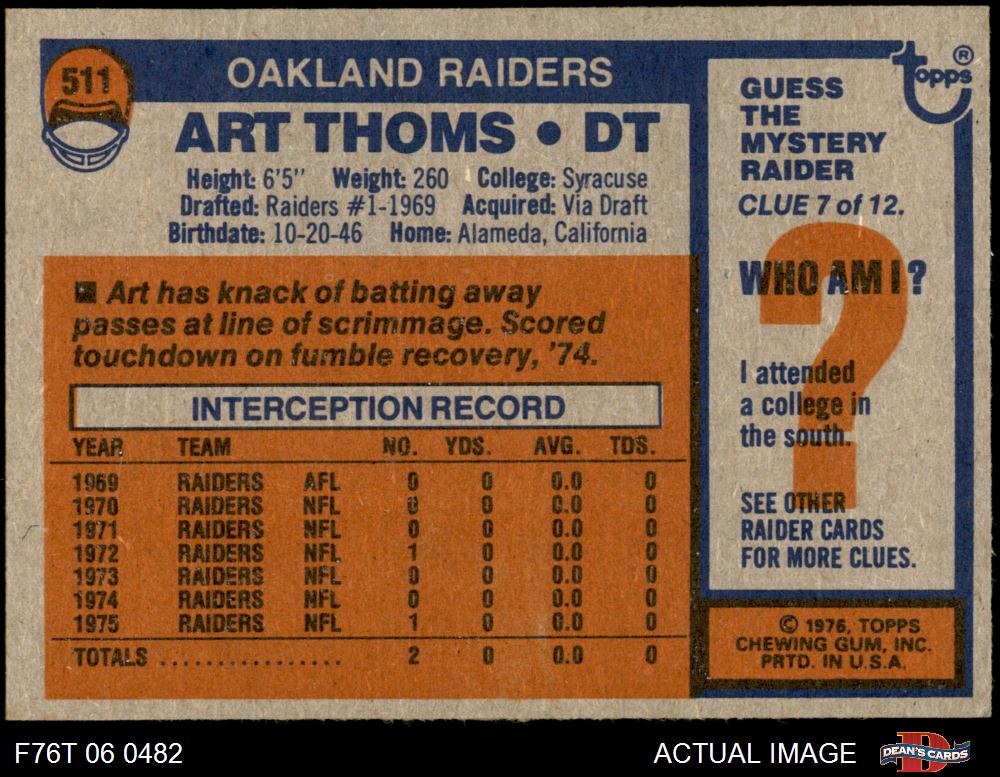 511
OAKLAND RAIDERS
ART THOMS • DT
Height: 6'5" Weight: 260 College: Syracuse
Drafted: Raiders #1-1969 Acquired: Via Draft
Birthdate: 10-20-46 Home: Alameda, California
■ Art has knack of batting away
passes at line of scrimmage. Scored
touchdown on fumble recovery, '74.
INTERCEPTION RECORD
YEAR TEAM NO. YDS. AVG. TDS.
1969 RAIDERS AFL 0 0 0.0 0
1970 RAIDERS NFL 0 0 0.0 0
1971 RAIDERS NFL 0 0 0.0 0
1972 RAIDERS NFL 1 0 0.0 0
1973 RAIDERS NFL 0 0 0.0 0
1974 RAIDERS NFL 0 0 0.0 0
1975 RAIDERS NFL 1 0 0.0 0
TOTALS ................ 2 0 0.0 0
topps ®
GUESS
THE
MYSTERY
RAIDER
CLUE 7 of 12.
?
WHO AM I?
I attended
a college in
the south.
SEE OTHER
RAIDER CARDS
FOR MORE CLUES.
© 1976, TOPPS
CHEWING GUM, INC.
PRTD. IN U.S.A.
F76T 06 0482
ACTUAL IMAGE
D
DEAN'S CARDS